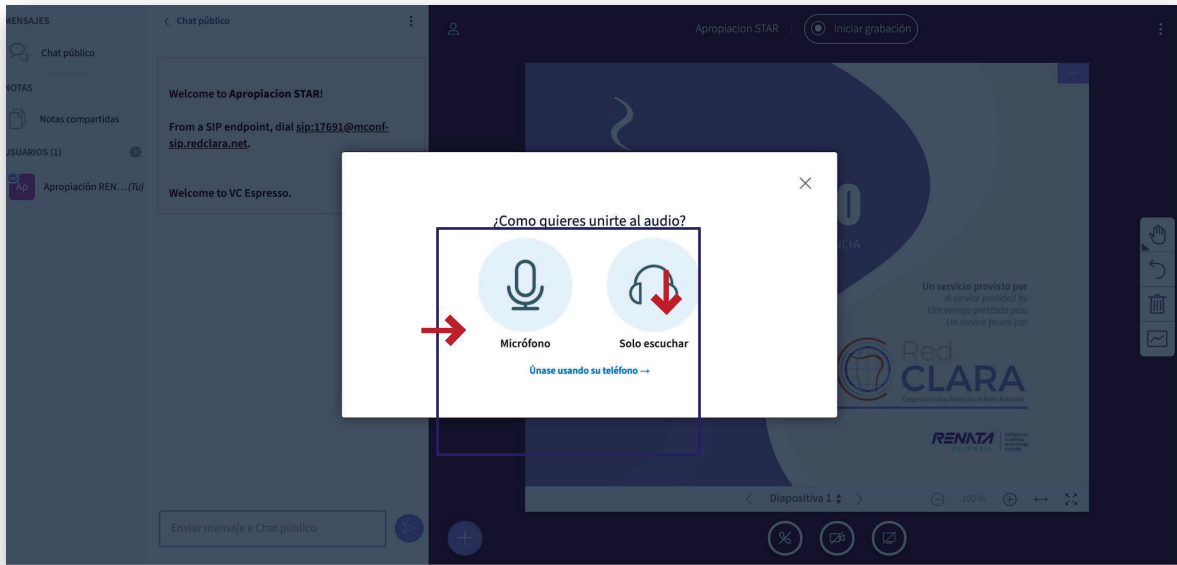 MENSAJES
Chat público
NOTAS
Notas compartidas
USUARIOS (1)
Ap
Apropiación REN... (Tu)
Chat público
Welcome to Apropiacion STAR!
From a SIP endpoint, dial sip:17691@mconf-
sip.redclara.net.
Welcome to VC Espresso.
Enviar mensaje a Chat público
Apropiacion STAR
Iniciar grabación
¿Como quieres unirte al audio?
Micrófono
Solo escuchar
Únase usando su teléfono →
Un servicio provisto por
A service provided by
Um serviço prestado pela
Un service fourni par
Red
CLARA
Cooperación Latino Americana de Redes Avanzadas
RENATA
COLOMBIA
Diapositiva 1
100 %